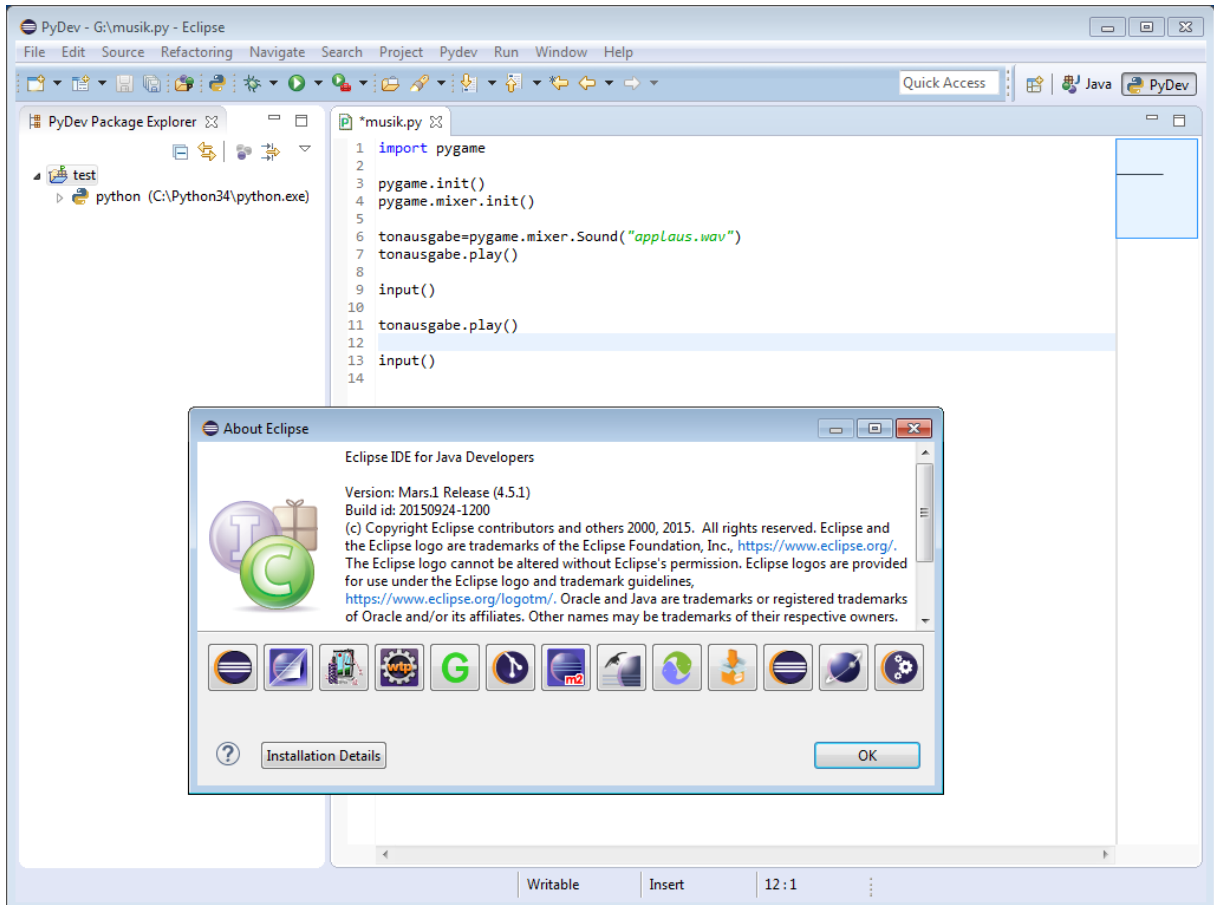 PyDev - G:\musik.py - Eclipse
File Edit Source Refactoring Navigate Search Project Pydev Run Window Help
Quick Access Java PyDev
PyDev Package Explorer
test
python (C:\Python34\python.exe)
*musik.py
1 import pygame
2
3 pygame.init()
4 pygame.mixer.init()
5
6 tonausgabe=pygame.mixer.Sound("applaus.wav")
7 tonausgabe.play()
8
9 input()
10
11 tonausgabe.play()
12
13 input()
14
About Eclipse
Eclipse IDE for Java Developers
Version: Mars.1 Release (4.5.1)
Build id: 20150924-1200
(c) Copyright Eclipse contributors and others 2000, 2015. All rights reserved. Eclipse and
the Eclipse logo are trademarks of the Eclipse Foundation, Inc., https://www.eclipse.org/.
The Eclipse logo cannot be altered without Eclipse's permission. Eclipse logos are provided
for use under the Eclipse logo and trademark guidelines,
https://www.eclipse.org/logotm/. Oracle and Java are trademarks or registered trademarks
of Oracle and/or its affiliates. Other names may be trademarks of their respective owners.
I C
wtp G m2
? Installation Details OK
Writable Insert 12 : 1